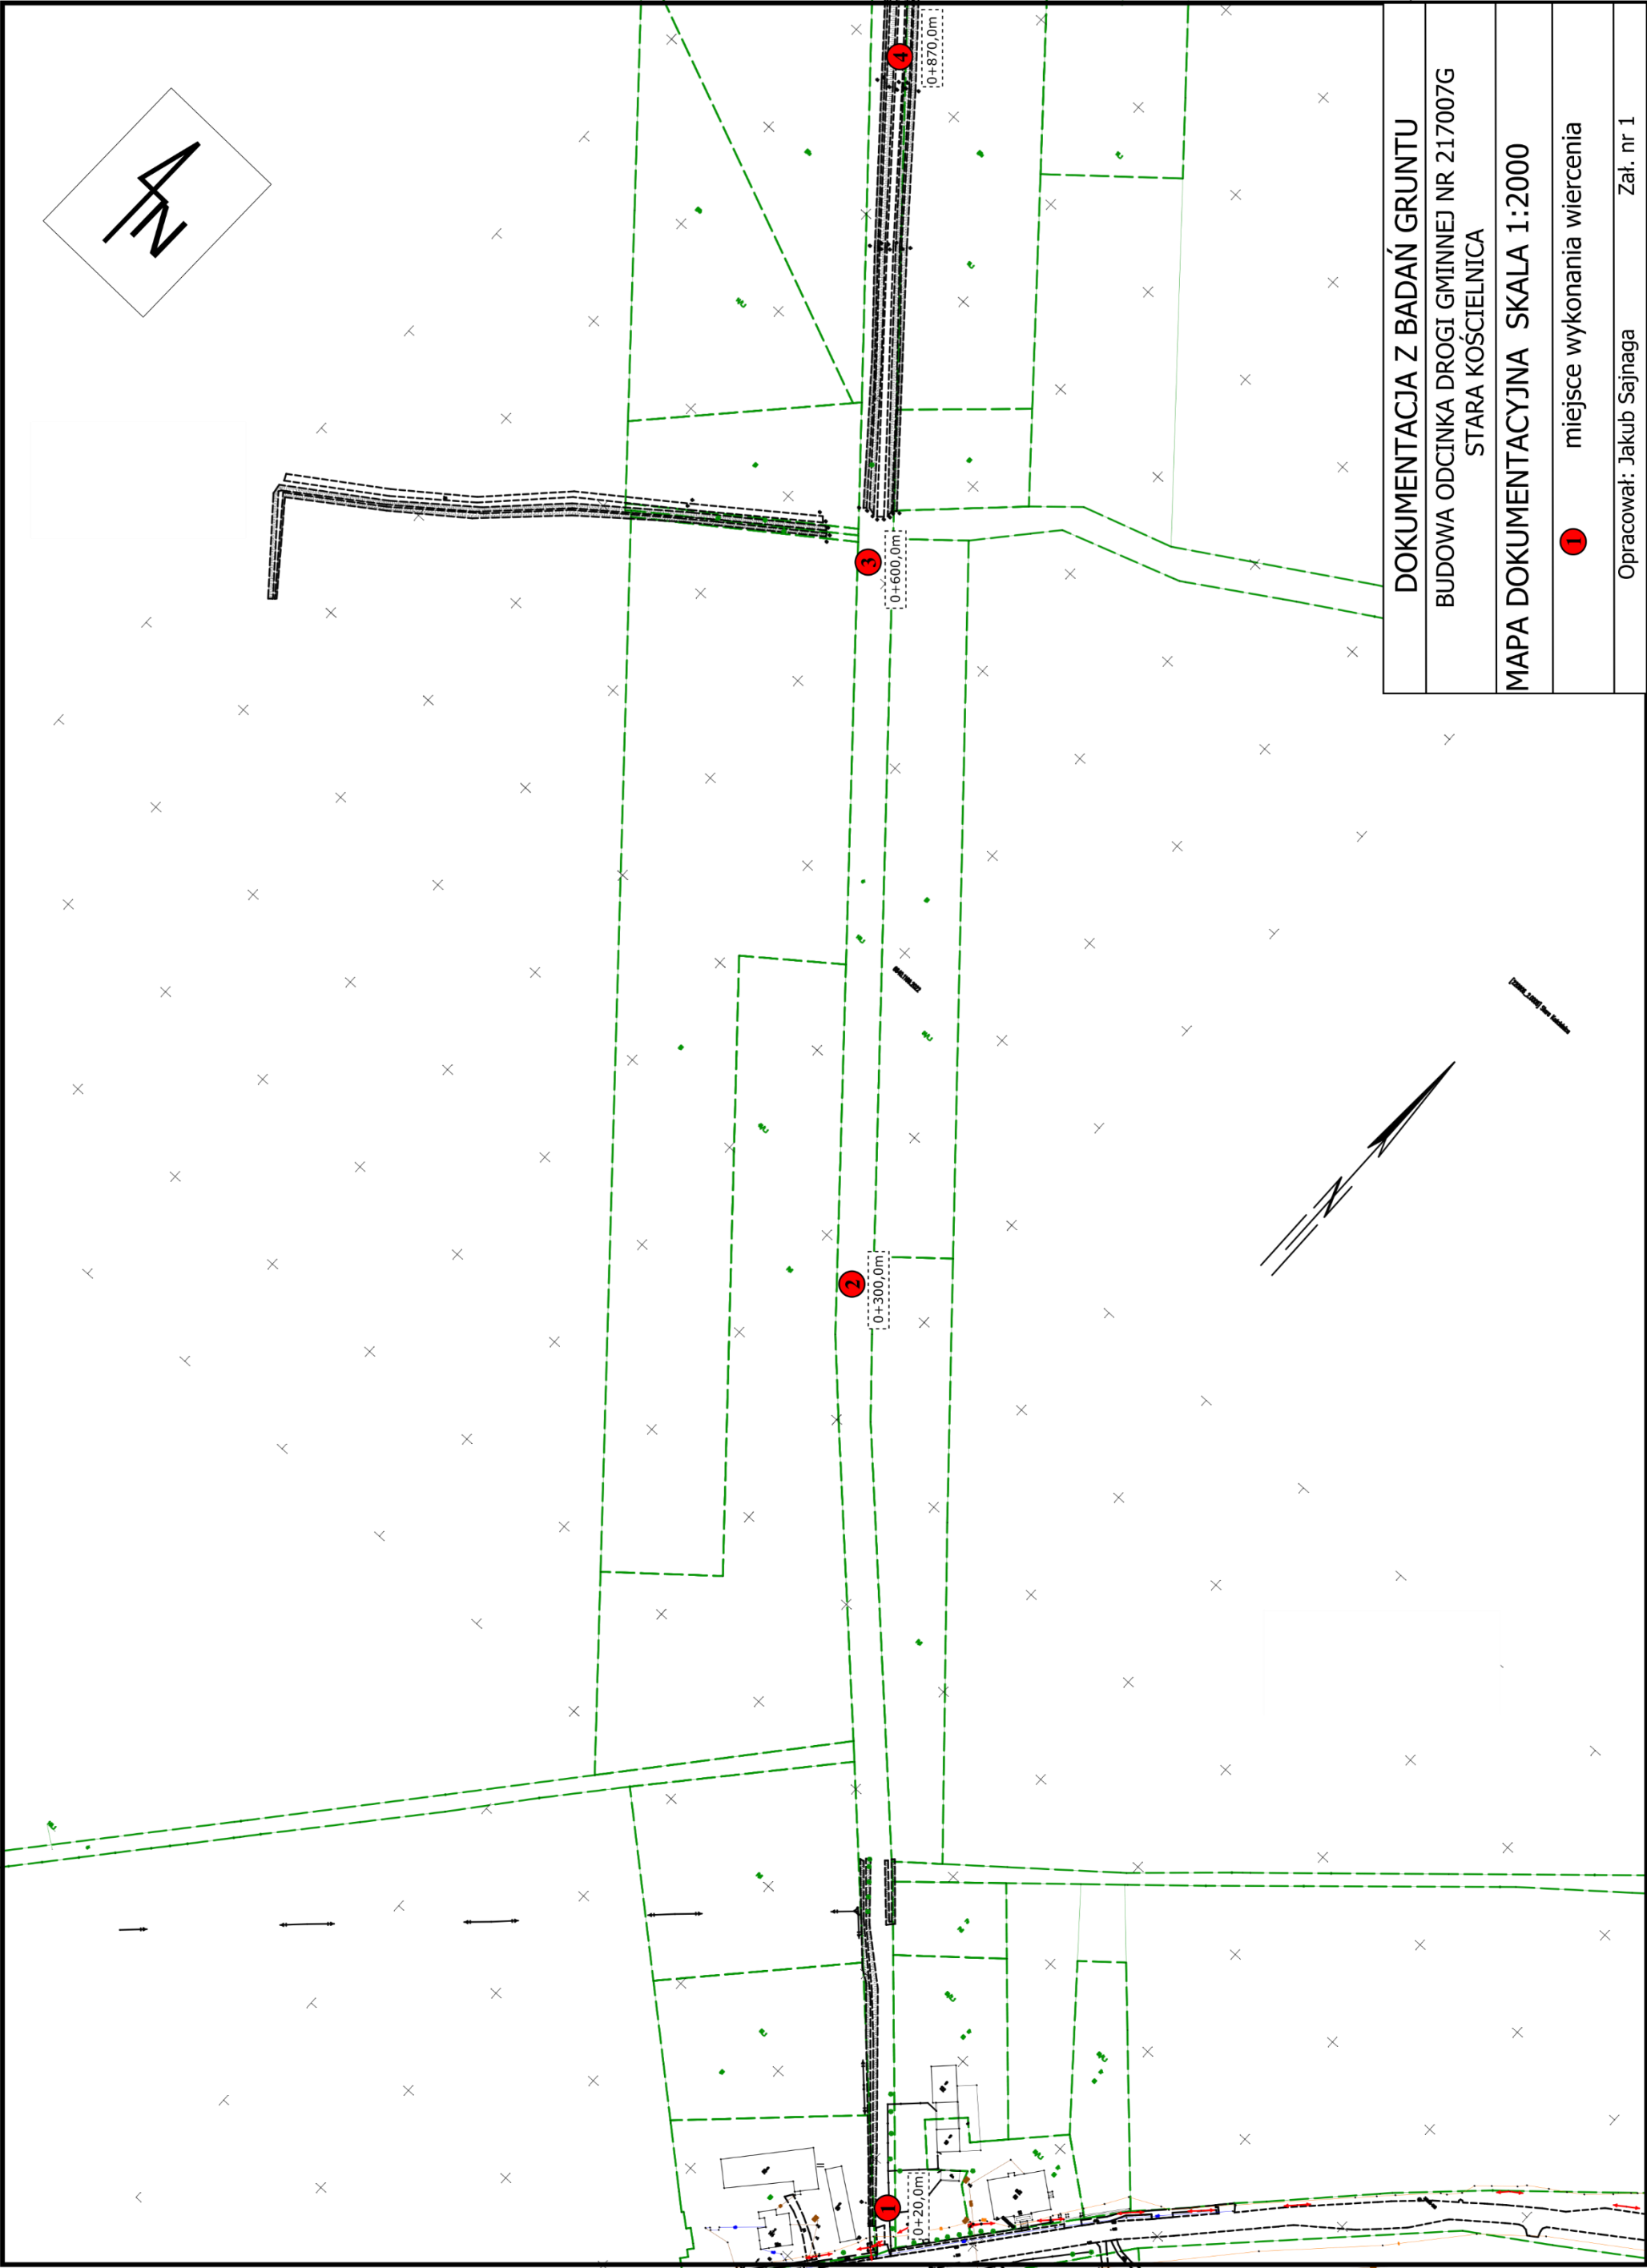 DOKUMENTACJA Z BADAŃ GRUNTU
BUDOWA ODCINKA DROGI GMINNEJ NR 217007G
STARA KOŚCIELNICA
MAPA DOKUMENTACYJNA SKALA 1:2000
1 miejsce wykonania wiercenia
Opracował: Jakub Sajnaga Zał. nr 1
4
0+870,0m
3
0+600,0m
2
0+300,0m
1
0+20,0m
N